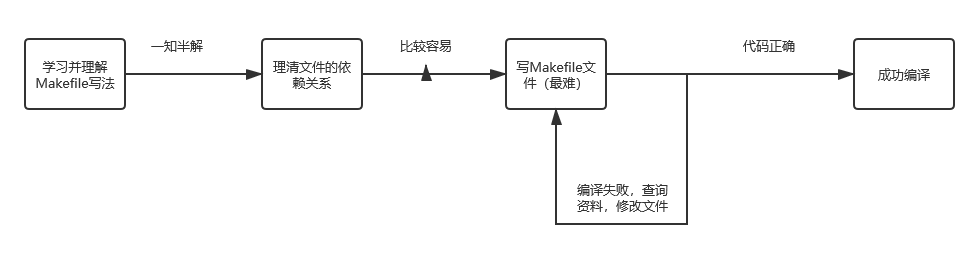 一知半解
比较容易
代码正确
学习并理解
Makefile写法
理清文件的依
赖关系
写Makefile文
件（最难）
成功编译
编译失败，查询
资料，修改文件